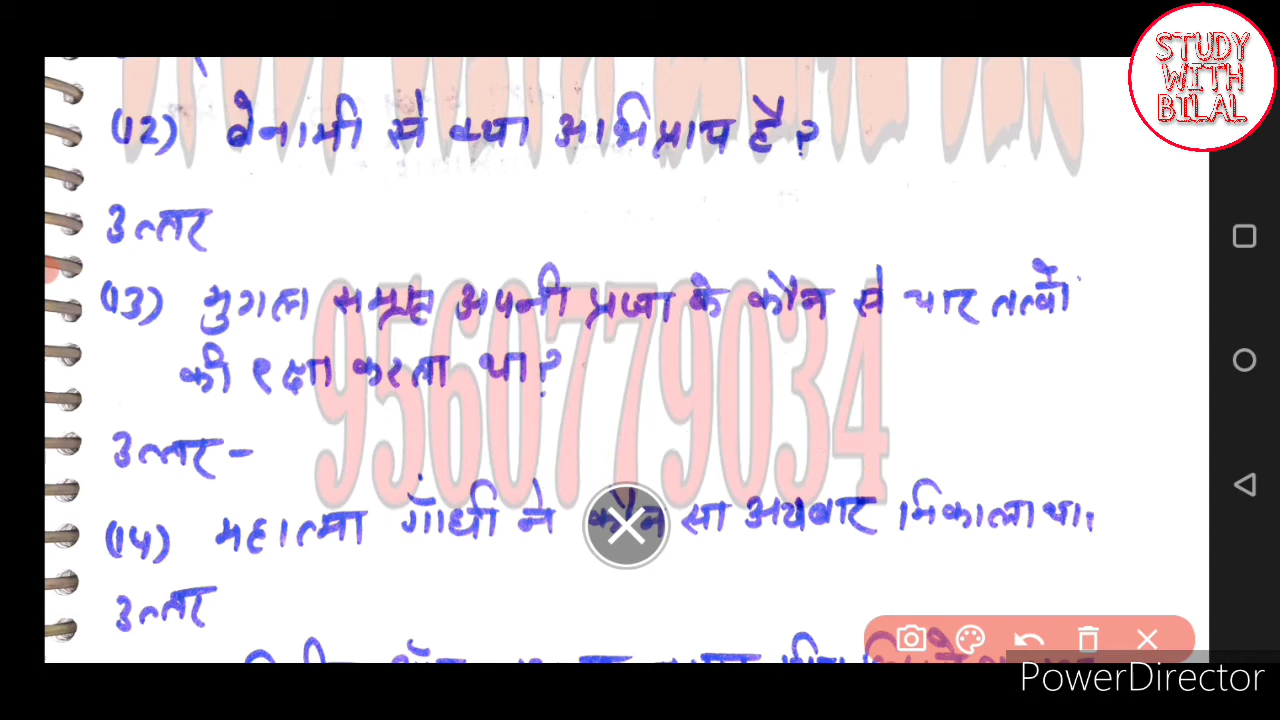 STUDY
WITH
BILAL
(12) बेनामी से क्या अभिप्राय है?
उत्तर
(13) मुगल सम्राट अपनी प्रजा के कौन से चार तत्वों
की रक्षा करता था?
9560779034
उत्तर-
(14) महात्मा गाँधी ने कौन सा अखबार निकाला था।
उत्तर
PowerDirector